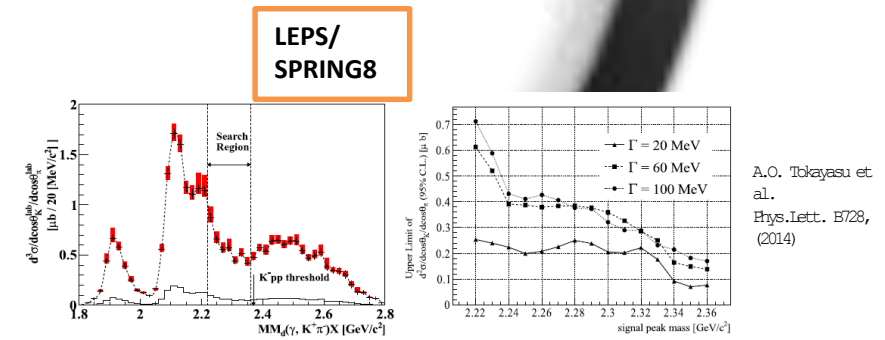 LEPS/
SPRING8
d³σ/dcosθ_K^lab/dcosθ_π^lab
[μb / 20 [MeV/c²]
2
1.5
1
0.5
0
Search
Region
K⁻pp threshold
1.8 2 2.2 2.4 2.6 2.8
MM_d(γ, K⁺π⁻)X [GeV/c²]
Upper Limit of
d²σ/dcosθ_K/dcosθ_π (95% C.L.) [μ b]
0.7
0.6
0.5
0.4
0.3
0.2
0.1
0
Γ = 20 MeV
Γ = 60 MeV
Γ = 100 MeV
2.22 2.24 2.26 2.28 2.3 2.32 2.34 2.36
signal peak mass [GeV/c²]
A.O. Tokayasu et
al.
Phys.Lett. B728,
(2014)